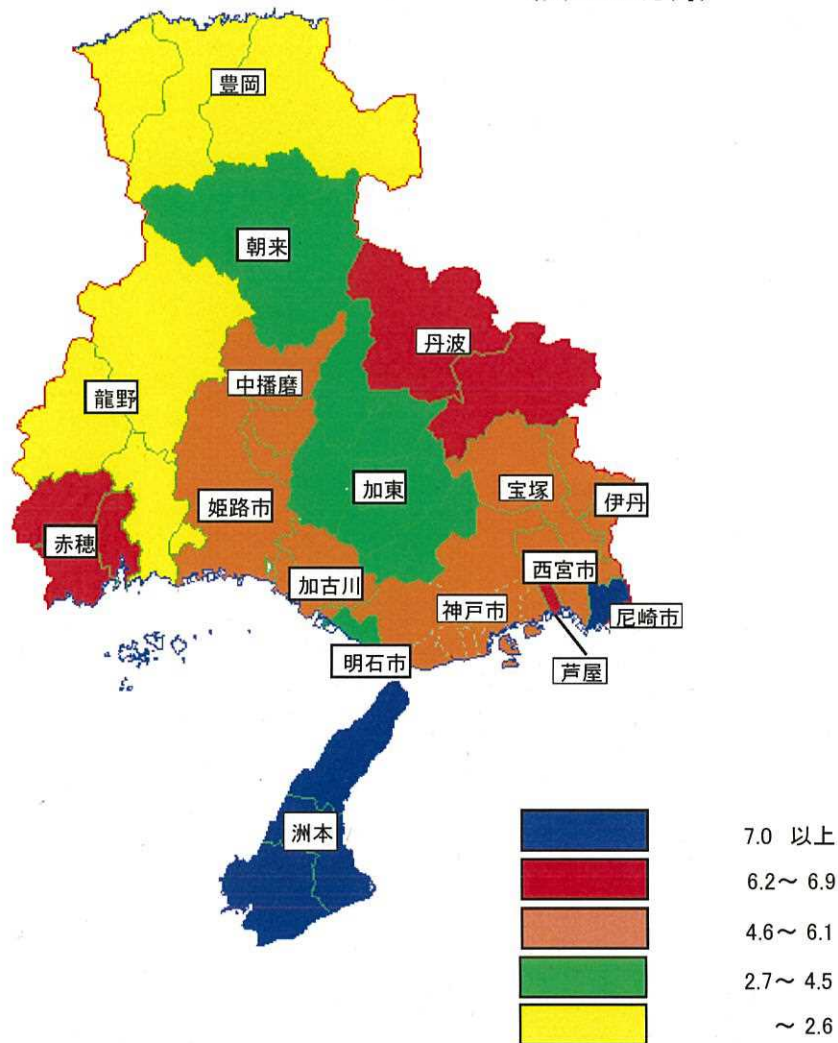 豊岡
朝来
丹波
中播磨
龍野
加東
宝塚
伊丹
姫路市
赤穂
西宮市
加古川
神戸市
尼崎市
明石市
芦屋
洲本
7.0 以上
6.2～ 6.9
4.6～ 6.1
2.7～ 4.5
～ 2.6